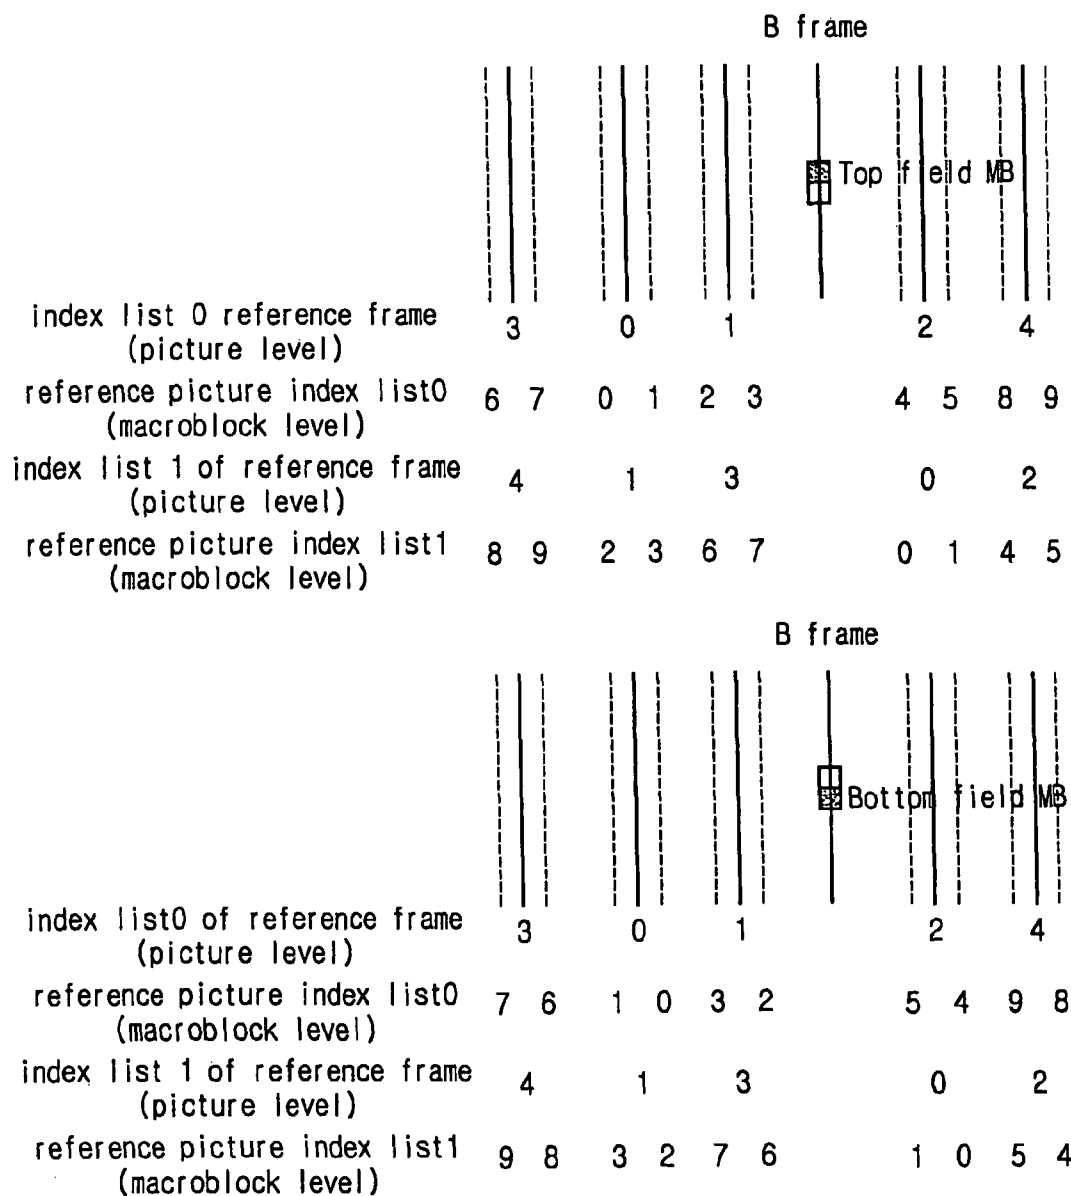 B frame
Top field MB
index list 0 reference frame 3 0 1 2 4
(picture level)
reference picture index list0 6 7 0 1 2 3 4 5 8 9
(macroblock level)
index list 1 of reference frame 4 1 3 0 2
(picture level)
reference picture index list1 8 9 2 3 6 7 0 1 4 5
(macroblock level)
B frame
Bottom field MB
index list0 of reference frame 3 0 1 2 4
(picture level)
reference picture index list0 7 6 1 0 3 2 5 4 9 8
(macroblock level)
index list 1 of reference frame 4 1 3 0 2
(picture level)
reference picture index list1 9 8 3 2 7 6 1 0 5 4
(macroblock level)